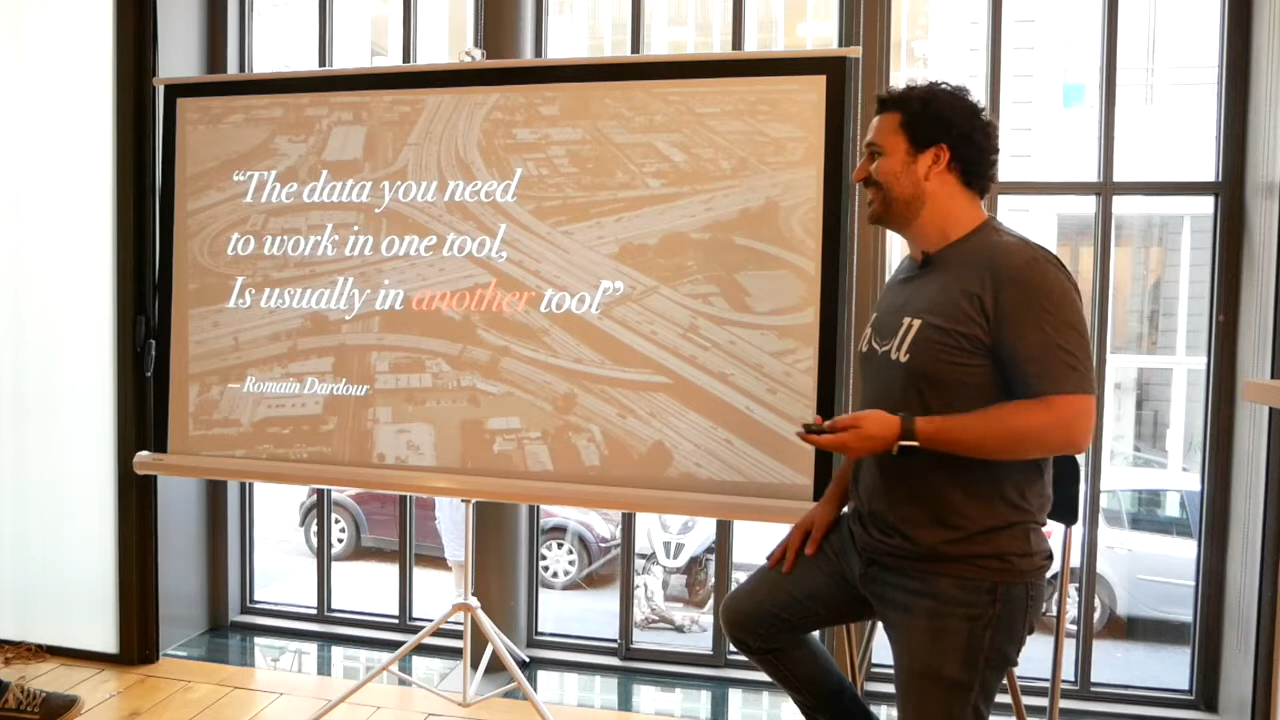 “The data you need
to work in one tool,
Is usually in another tool”
— Romain Dardour
hull